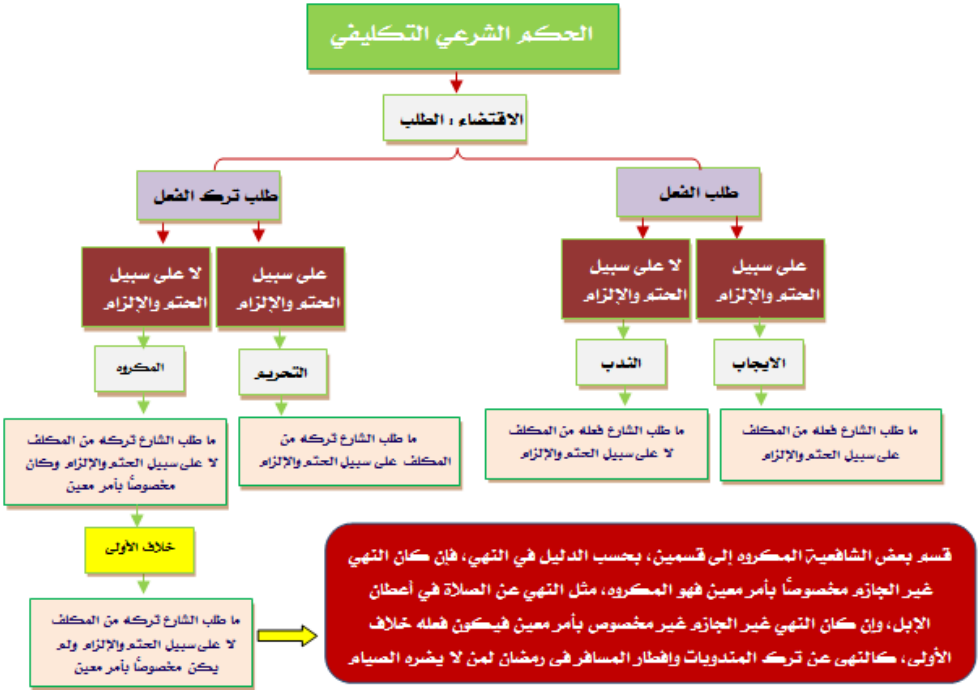 الحكم الشرعي التكليفي
الاقتضاء : الطلب
طلب الفعل
طلب ترك الفعل
على سبيل
الحتم والإلزام
لا على سبيل
الحتم والإلزام
على سبيل
الحتم والإلزام
لا على سبيل
الحتم والإلزام
الايجاب
الندب
التحريم
المكروه
ما طلب الشارع فعله من المكلف
على سبيل الحتم والإلزام
ما طلب الشارع فعله من المكلف
لا على سبيل الحتم والإلزام
ما طلب الشارع تركه من
المكلف على سبيل الحتم والإلزام
ما طلب الشارع تركه من المكلف
لا على سبيل الحتم والإلزام وكان
مخصوصًا بأمر معين
خلاف الأولى
ما طلب الشارع تركه من المكلف
لا على سبيل الحتم والإلزام ولم
يكن مخصوصًا بأمر معين
قسم بعض الشافعية المكروه إلى قسمين، بحسب الدليل في النهي، فإن كان النهي
غير الجازم مخصوصًا بأمر معين فهو المكروه، مثل النهي عن الصلاة في أعطان
الإبل، وإن كان النهي غير الجازم غير مخصوص بأمر معين فيكون فعله خلاف
الأولى، كالنهي عن ترك المندوبات وإفطار المسافر في رمضان لمن لا يضره الصيام